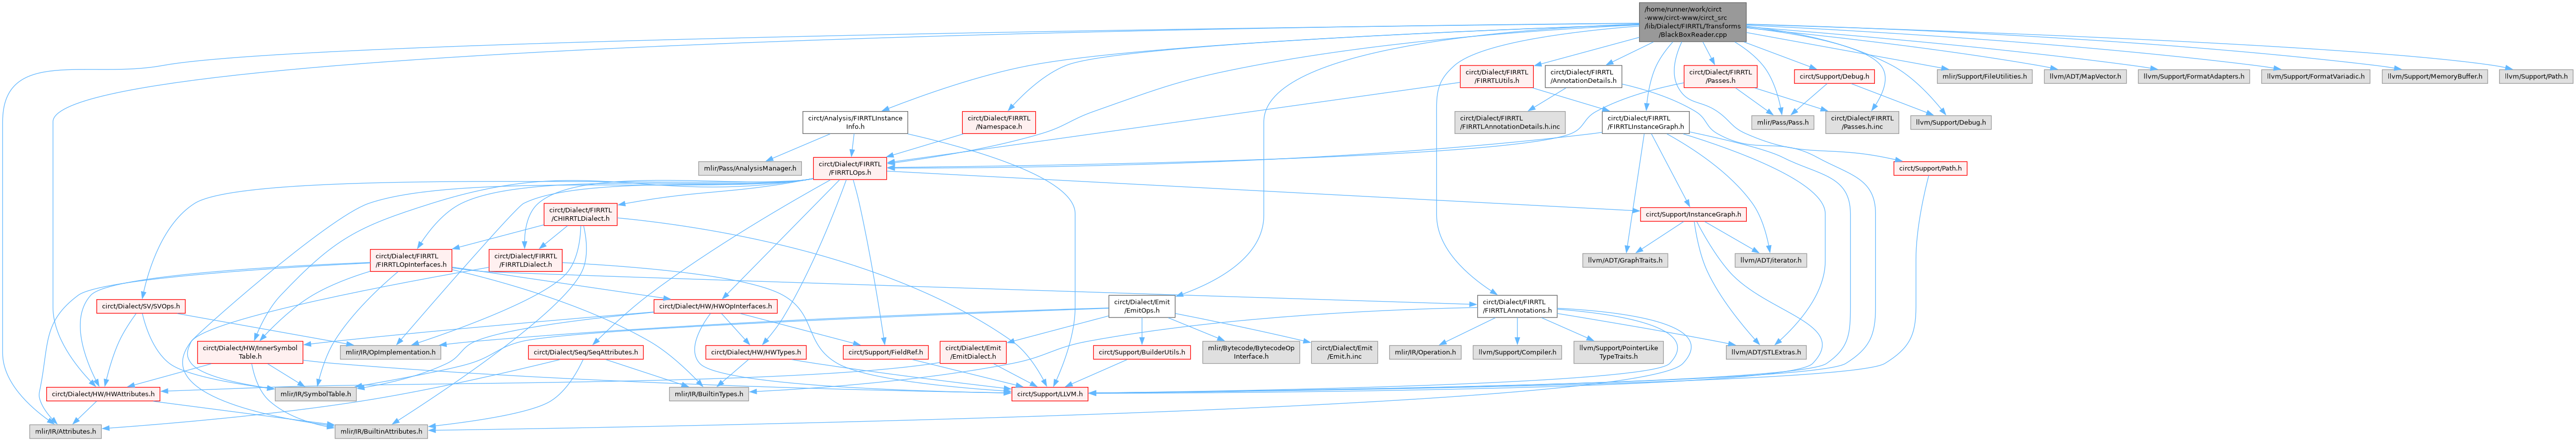 /home/runner/work/circt
-www/circt-www/circt_src
/lib/Dialect/FIRRTL/Transforms
/BlackBoxReader.cpp
circt/Dialect/FIRRTL
/FIRRTLUtils.h
circt/Dialect/FIRRTL
/AnnotationDetails.h
circt/Dialect/FIRRTL
/Passes.h
circt/Support/Debug.h
mlir/Support/FileUtilities.h
llvm/ADT/MapVector.h
llvm/Support/FormatAdapters.h
llvm/Support/FormatVariadic.h
llvm/Support/MemoryBuffer.h
llvm/Support/Path.h
circt/Analysis/FIRRTLInstance
Info.h
circt/Dialect/FIRRTL
/Namespace.h
circt/Dialect/FIRRTL
/FIRRTLAnnotationDetails.h.inc
circt/Dialect/FIRRTL
/FIRRTLInstanceGraph.h
mlir/Pass/Pass.h
circt/Dialect/FIRRTL
/Passes.h.inc
llvm/Support/Debug.h
mlir/Pass/AnalysisManager.h
circt/Dialect/FIRRTL
/FIRRTLOps.h
circt/Support/Path.h
circt/Dialect/FIRRTL
/CHIRRTLDialect.h
circt/Support/InstanceGraph.h
circt/Dialect/FIRRTL
/FIRRTLOpInterfaces.h
circt/Dialect/FIRRTL
/FIRRTLDialect.h
llvm/ADT/GraphTraits.h
llvm/ADT/iterator.h
circt/Dialect/SV/SVOps.h
circt/Dialect/HW/HWOpInterfaces.h
circt/Dialect/Emit
/EmitOps.h
circt/Dialect/FIRRTL
/FIRRTLAnnotations.h
circt/Dialect/HW/InnerSymbol
Table.h
mlir/IR/OpImplementation.h
circt/Dialect/Seq/SeqAttributes.h
circt/Dialect/HW/HWTypes.h
circt/Support/FieldRef.h
circt/Dialect/Emit
/EmitDialect.h
circt/Support/BuilderUtils.h
mlir/Bytecode/BytecodeOp
Interface.h
circt/Dialect/Emit
/Emit.h.inc
mlir/IR/Operation.h
llvm/Support/Compiler.h
llvm/Support/PointerLike
TypeTraits.h
llvm/ADT/STLExtras.h
circt/Dialect/HW/HWAttributes.h
mlir/IR/SymbolTable.h
mlir/IR/BuiltinTypes.h
circt/Support/LLVM.h
mlir/IR/Attributes.h
mlir/IR/BuiltinAttributes.h